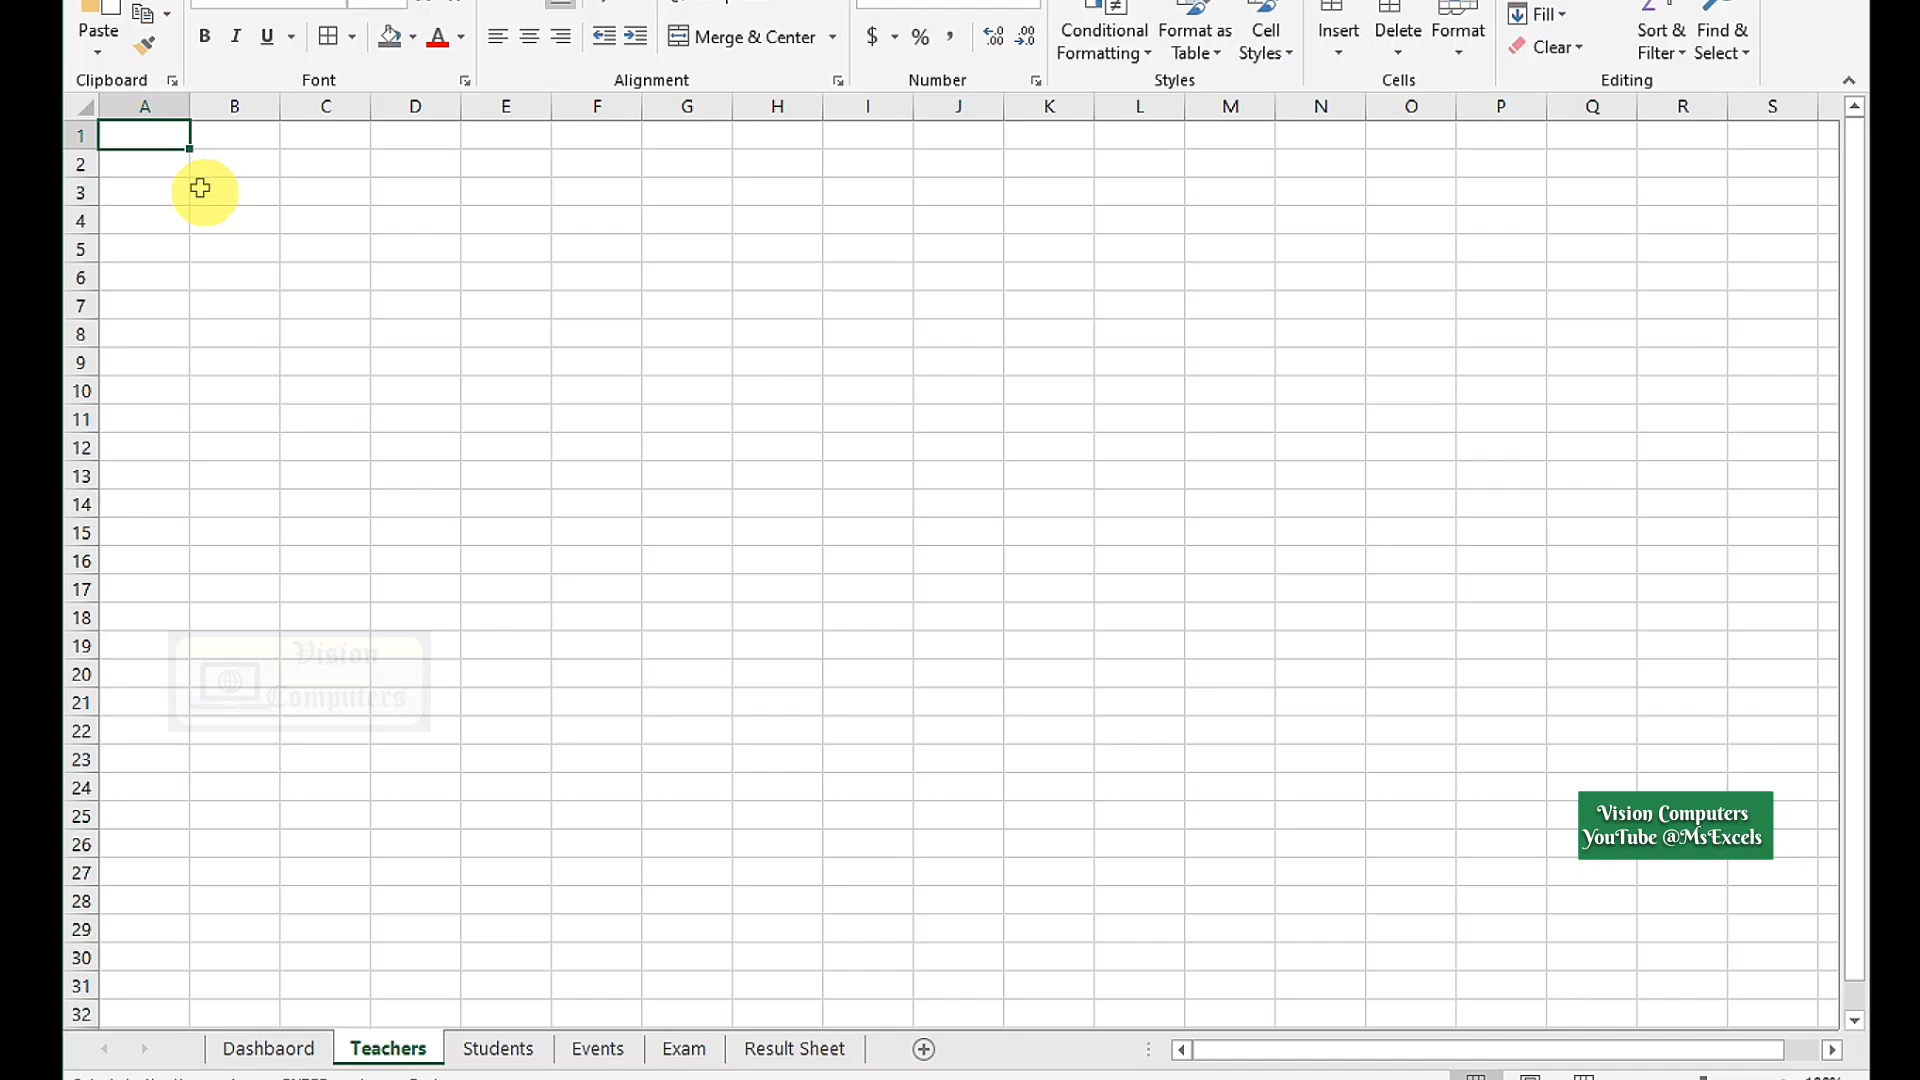 Paste
B I U
Merge & Center
$ % ,
Conditional Formatting
Format as Table
Cell Styles
Insert
Delete
Format
Fill
Clear
Sort & Filter
Find & Select
Clipboard
Font
Alignment
Number
Styles
Cells
Editing
A B C D E F G H I J K L M N O P Q R S
1
2
3
4
5
6
7
8
9
10
11
12
13
14
15
16
17
18
19
20
21
22
23
24
25
26
27
28
29
30
31
32
Vision
Computers
Vision Computers
YouTube @MsExcels
Dashbaord
Teachers
Students
Events
Exam
Result Sheet